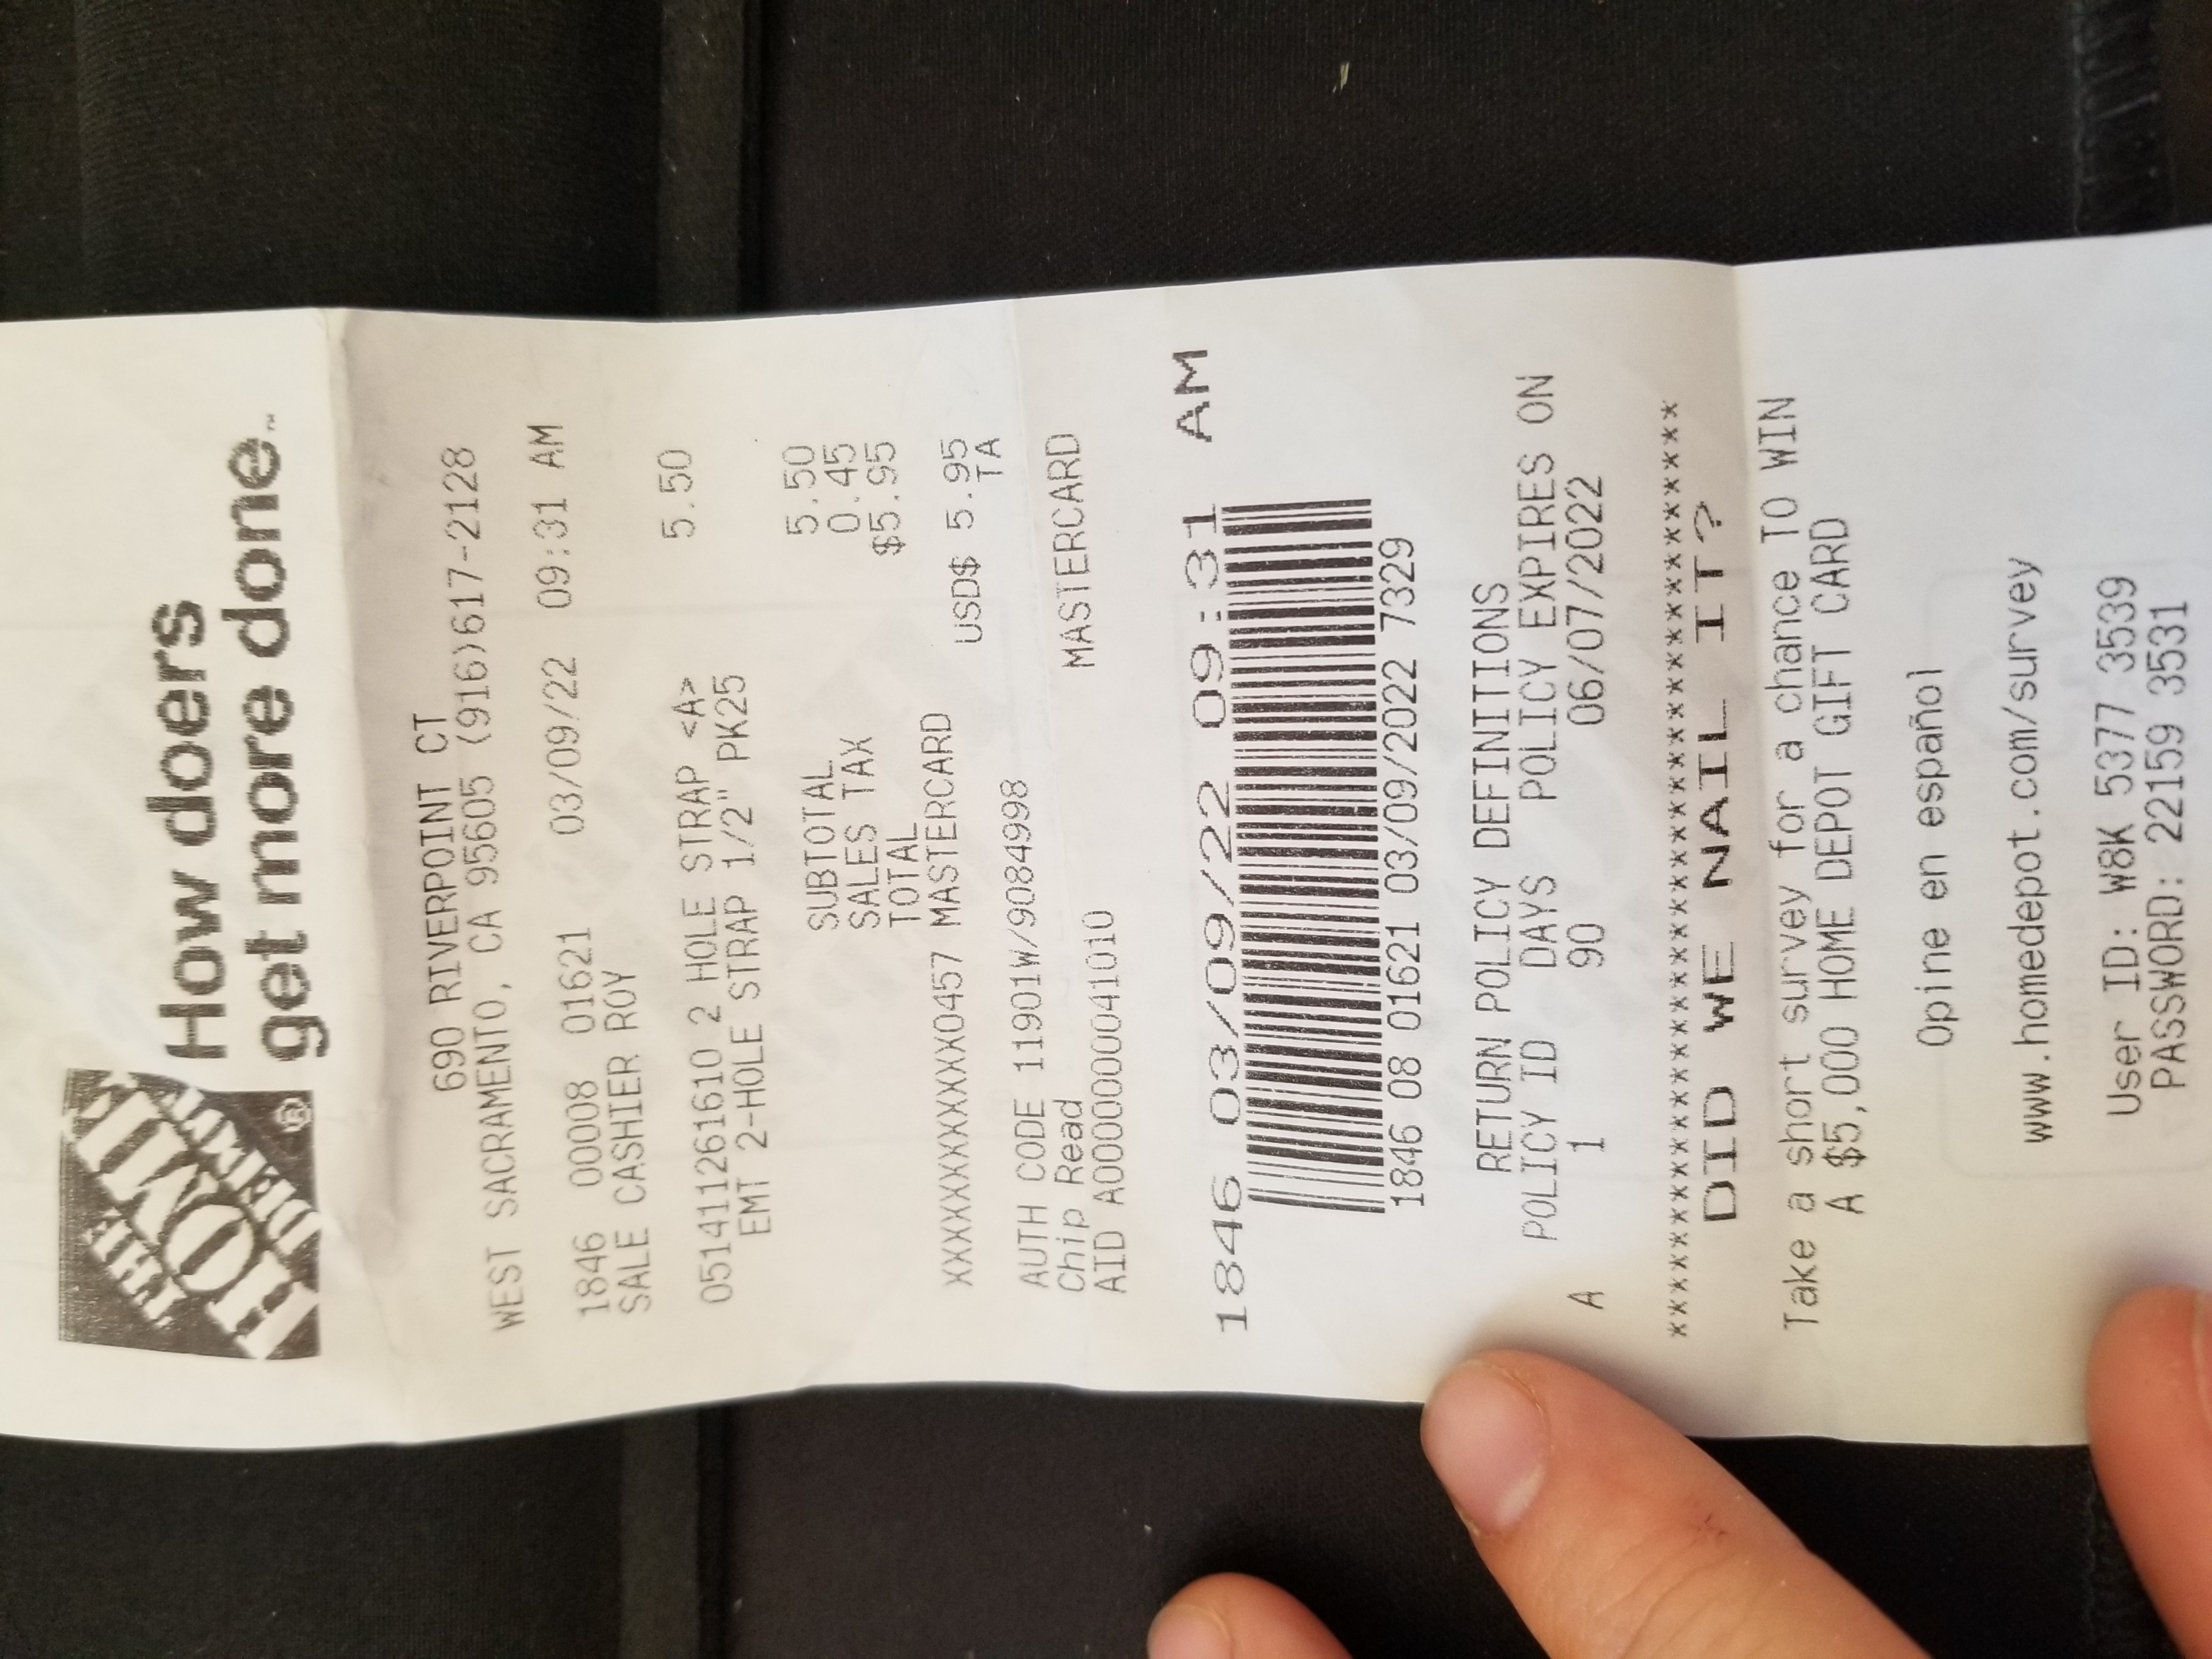 THE
HOME
DEPOT
®
How doers
get more done™
690 RIVERPOINT CT
WEST SACRAMENTO, CA 95605 (916)617-2128
1846 00008 01621 03/09/22 09:31 AM
SALE CASHIER ROY
051411261610 2 HOLE STRAP <A> 5.50
EMT 2-HOLE STRAP 1/2" PK25
SUBTOTAL 5.50
SALES TAX 0.45
TOTAL $5.95
XXXXXXXXXXXX0457 MASTERCARD
USD$ 5.95
AUTH CODE 11901W/9084998 TA
Chip Read
AID A0000000041010 MASTERCARD
1846 03/09/22 09:31 AM
1846 08 01621 03/09/2022 7329
RETURN POLICY DEFINITIONS
POLICY ID DAYS POLICY EXPIRES ON
A 1 90 06/07/2022
*****************************************
DID WE NAIL IT?
Take a short survey for a chance TO WIN
A $5,000 HOME DEPOT GIFT CARD
Opine en español
www.homedepot.com/survey
User ID: W8K 5377 3539
PASSWORD: 22159 3531